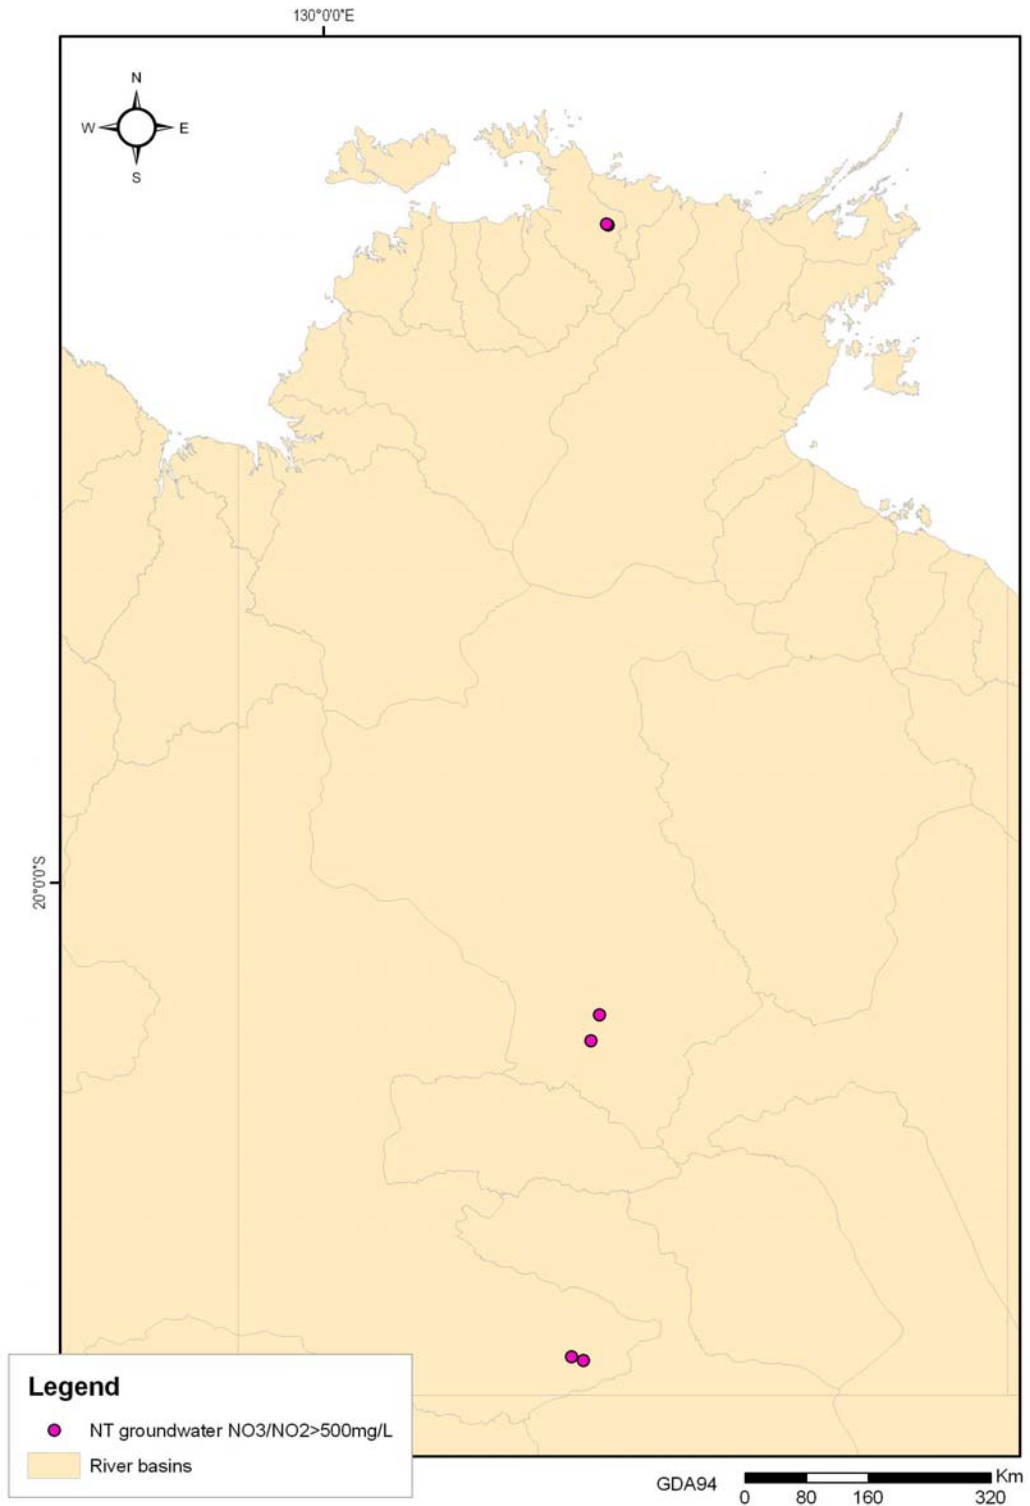 130°0'0"E
N
W E
S
20°0'0"S
Legend
NT groundwater NO3/NO2>500mg/L
River basins
GDA94
Km
0 80 160 320